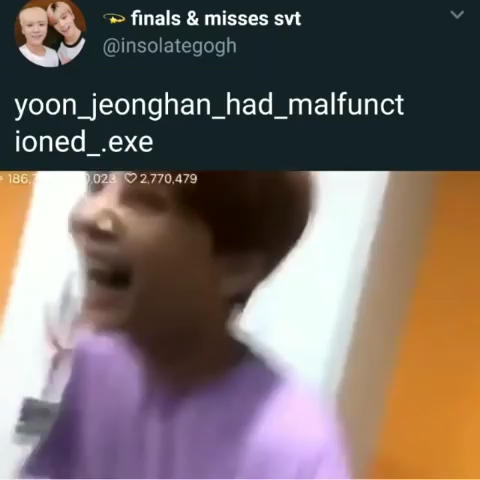 💫 finals & misses svt
@insolategogh
yoon_jeonghan_had_malfunct
ioned_.exe
♡ 2,770,479